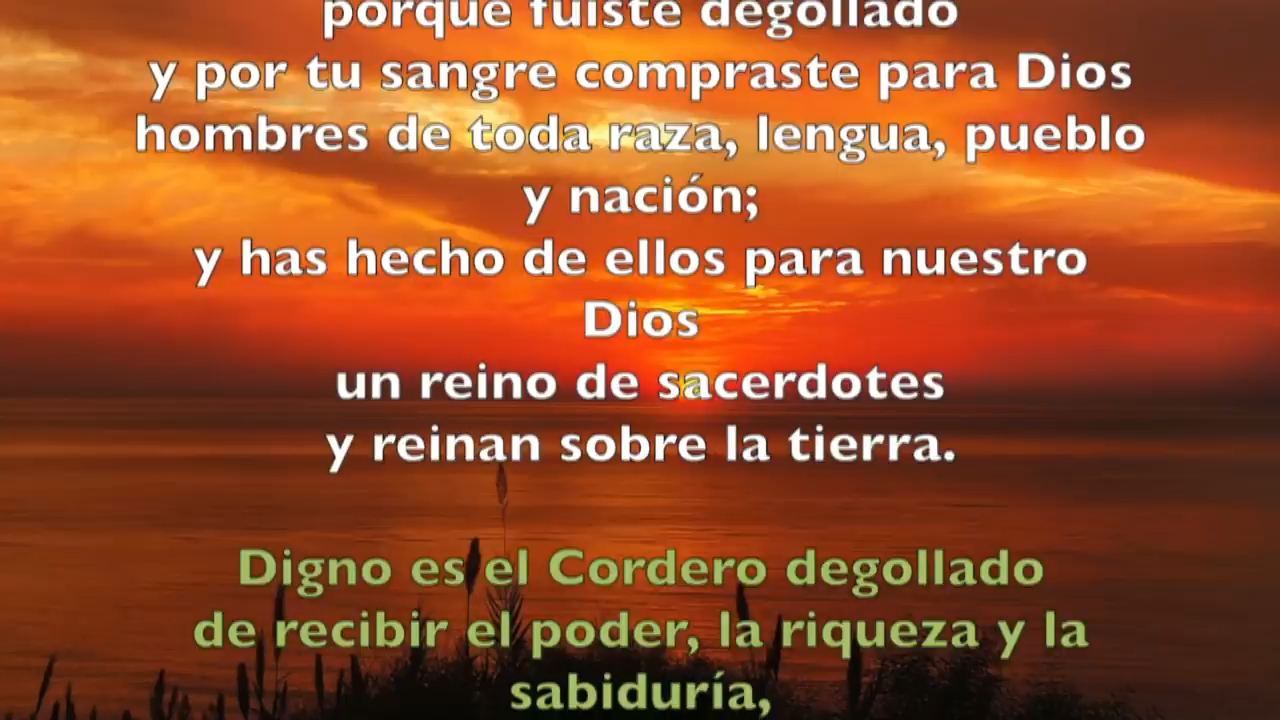 porque fuiste degollado
y por tu sangre compraste para Dios
hombres de toda raza, lengua, pueblo
y nación;
y has hecho de ellos para nuestro
Dios
un reino de sacerdotes
y reinan sobre la tierra.
Digno es el Cordero degollado
de recibir el poder, la riqueza y la
sabiduría,